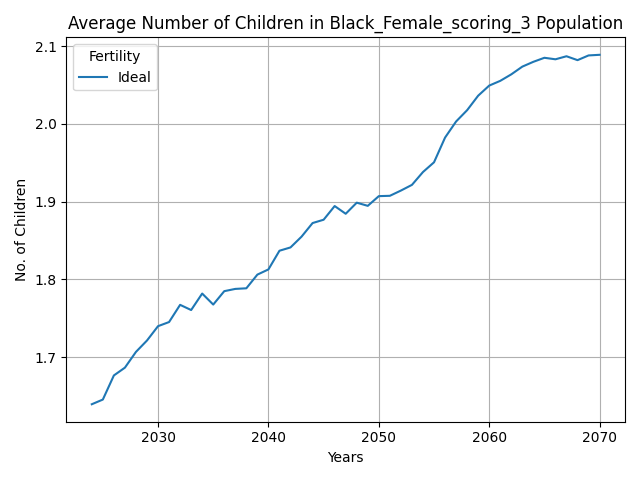 Average Number of Children in Black_Female_scoring_3 Population
Fertility
Ideal
No. of Children
2.1
2.0
1.9
1.8
1.7
2030 2040 2050 2060 2070
Years